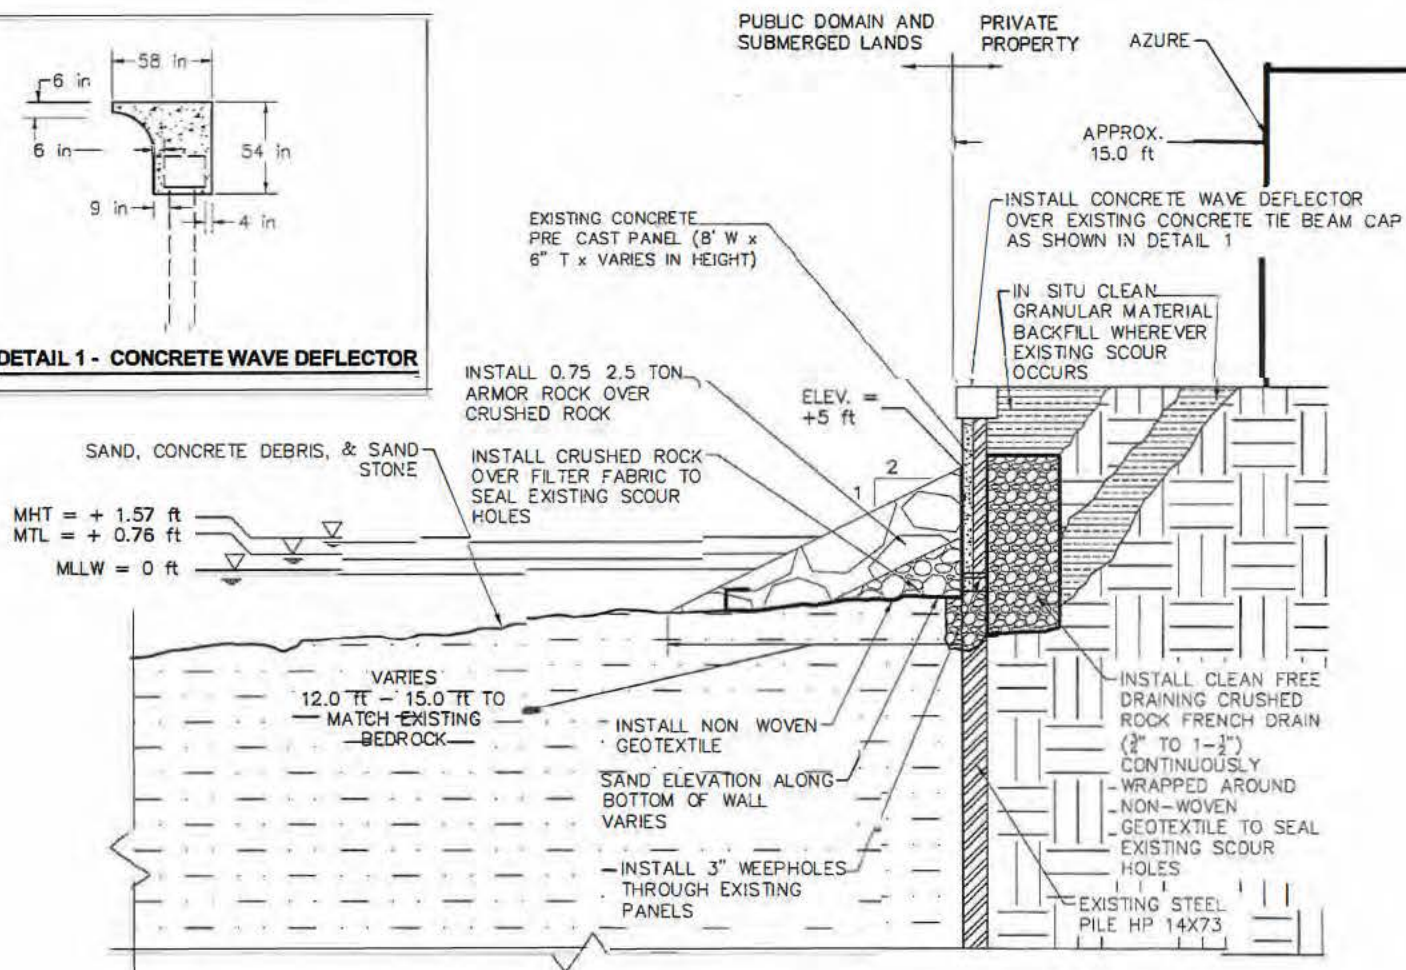 58 in
6 in
6 in
54 in
9 in
4 in
DETAIL 1 - CONCRETE WAVE DEFLECTOR
PUBLIC DOMAIN AND
SUBMERGED LANDS
PRIVATE
PROPERTY
AZURE
APPROX.
15.0 ft
INSTALL CONCRETE WAVE DEFLECTOR
OVER EXISTING CONCRETE TIE BEAM CAP
AS SHOWN IN DETAIL 1
EXISTING CONCRETE
PRE CAST PANEL (8' W x
6" T x VARIES IN HEIGHT)
IN SITU CLEAN
GRANULAR MATERIAL
BACKFILL WHEREVER
EXISTING SCOUR
OCCURS
INSTALL 0.75 2.5 TON
ARMOR ROCK OVER
CRUSHED ROCK
ELEV. =
+5 ft
SAND, CONCRETE DEBRIS, & SAND
STONE
INSTALL CRUSHED ROCK
OVER FILTER FABRIC TO
SEAL EXISTING SCOUR
HOLES
2
1
MHT = + 1.57 ft
MTL = + 0.76 ft
MLLW = 0 ft
VARIES
12.0 ft - 15.0 ft TO
MATCH EXISTING
BEDROCK
INSTALL NON WOVEN
GEOTEXTILE
SAND ELEVATION ALONG
BOTTOM OF WALL
VARIES
INSTALL 3" WEEPHOLES
THROUGH EXISTING
PANELS
INSTALL CLEAN FREE
DRAINING CRUSHED
ROCK FRENCH DRAIN
(3/4" TO 1-1/2")
CONTINUOUSLY
WRAPPED AROUND
NON-WOVEN
GEOTEXTILE TO SEAL
EXISTING SCOUR
HOLES
EXISTING STEEL
PILE HP 14X73